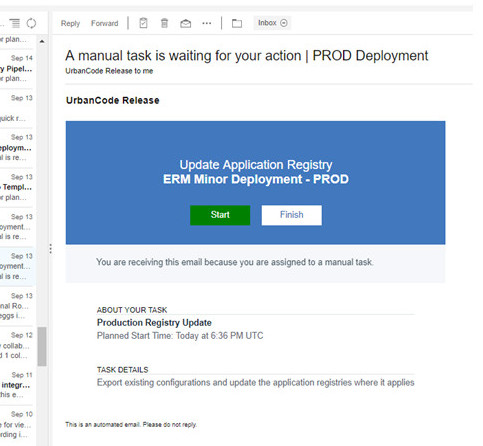 Reply Forward Inbox
r plan...
Sep 14
y Pipel...
or plan...
Sep 13
quick r...
Sep 13
eploym...
al is re...
Sep 13
Templ...
or plan...
Sep 13
oyment...
al is re...
Sep 13
oyment...
al is re...
Sep 13
nal Ro...
eggs i...
Sep 12
collab...
d 1 col...
Sep 11
integr...
this e...
Sep 10
e for vie...
rding i...
A manual task is waiting for your action | PROD Deployment
UrbanCode Release to me
UrbanCode Release
Update Application Registry
ERM Minor Deployment - PROD
Start Finish
You are receiving this email because you are assigned to a manual task.
ABOUT YOUR TASK
Production Registry Update
Planned Start Time: Today at 6:36 PM UTC
TASK DETAILS
Export existing configurations and update the application registries where it applies
This is an automated email. Please do not reply.